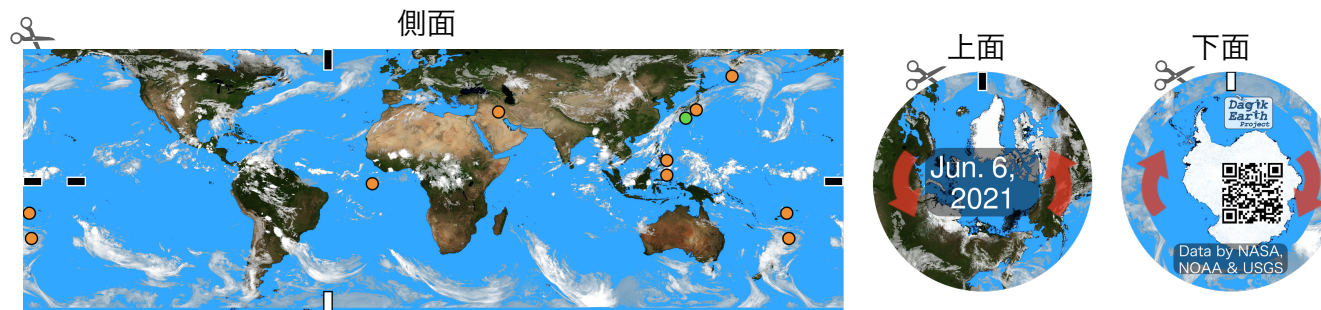 側面
上面
下面
Jun. 6,
2021
Dagik
Earth
Project
Data by NASA,
NOAA & USGS